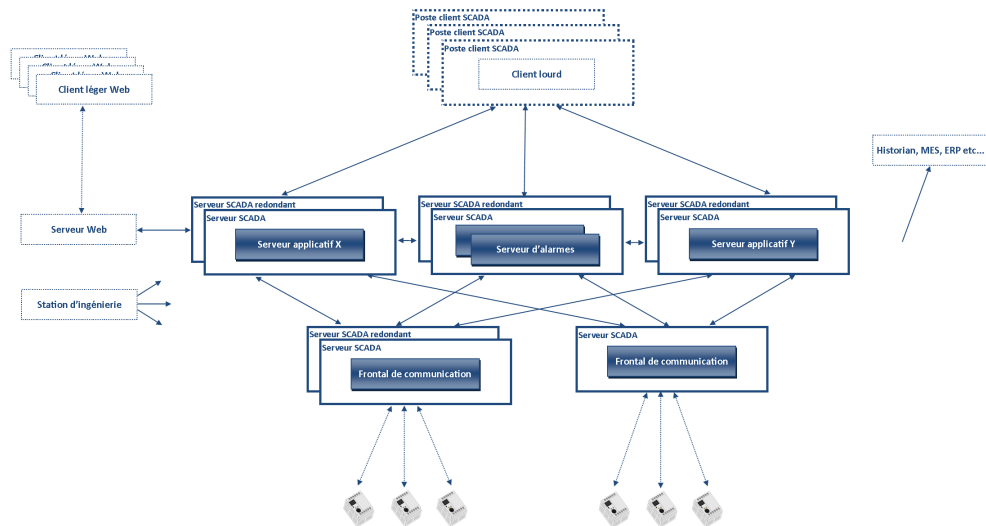 Poste client SCADA
Poste client SCADA
Poste client SCADA
Client lourd
Client léger Web
Historian, MES, ERP etc...
Serveur SCADA redondant
Serveur SCADA
Serveur applicatif X
Serveur SCADA redondant
Serveur SCADA
Serveur d'alarmes
Serveur SCADA redondant
Serveur SCADA
Serveur applicatif Y
Serveur Web
Station d'ingénierie
Serveur SCADA redondant
Serveur SCADA
Frontal de communication
Serveur SCADA
Frontal de communication